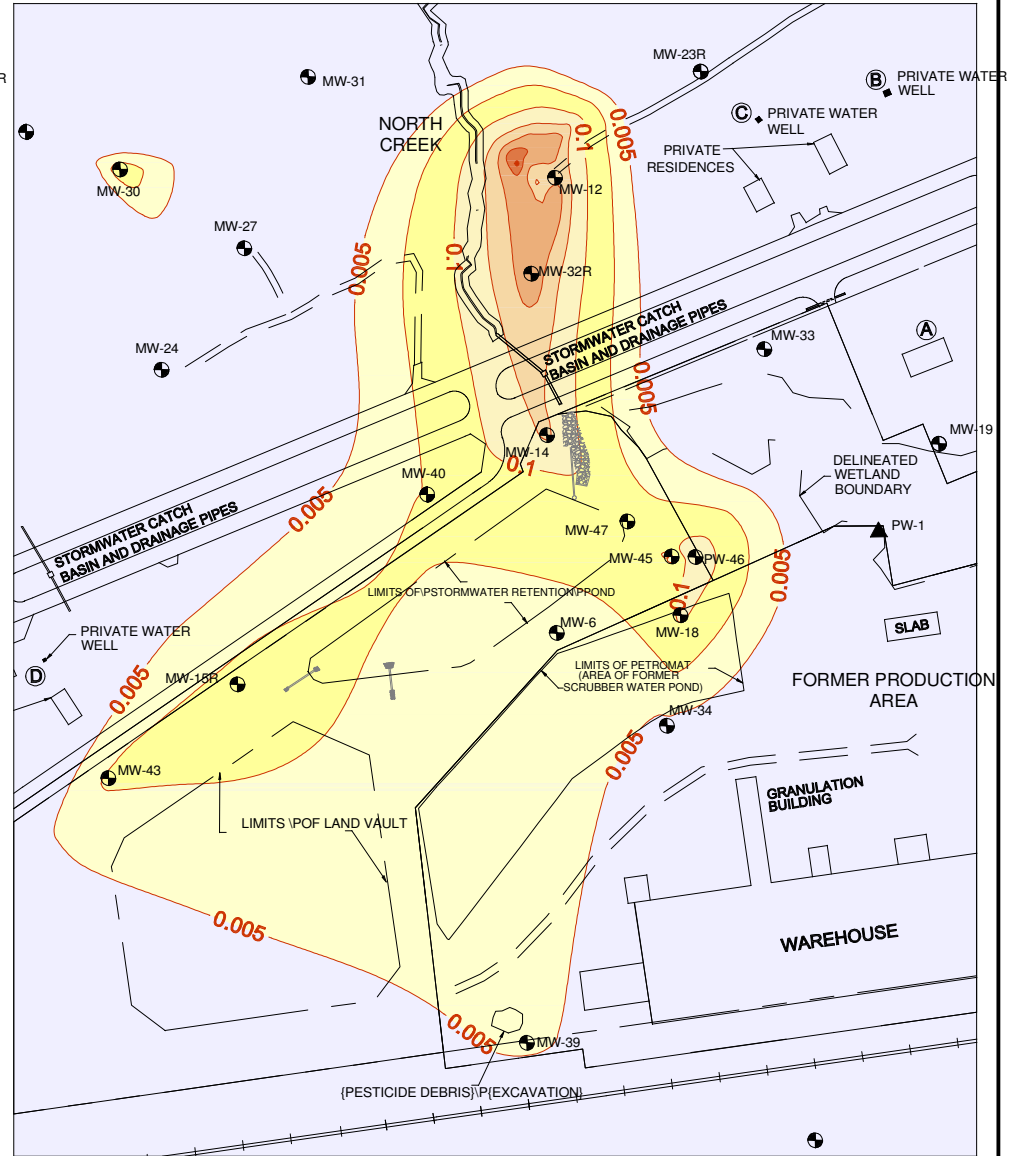 MW-23R
B
PRIVATE WATER
WELL
R
MW-31
0.005
C
PRIVATE WATER
WELL
NORTH
CREEK
0.1
PRIVATE
RESIDENCES
MW-30
MW-12
MW-27
0.005
0.1
MW-32R
STORMWATER CATCH
BASIN AND DRAINAGE PIPES
A
MW-33
MW-24
0.005
MW-14
MW-19
0.1
DELINEATED
WETLAND
BOUNDARY
MW-40
0.005
STORMWATER CATCH
BASIN AND DRAINAGE PIPES
MW-47
PW-1
MW-45
PW-46
0.005
LIMITS OF\PSTORMWATER RETENTION\PPOND
0.1
MW-6
MW-18
SLAB
PRIVATE WATER
WELL
D
MW-15R
0.005
LIMITS OF PETROMAT
(AREA OF FORMER
SCRUBBER WATER POND)
FORMER PRODUCTION
AREA
MW-34
0.005
MW-43
GRANULATION
BUILDING
LIMITS \POF LAND VAULT
0.005
WAREHOUSE
0.005
MW-39
{PESTICIDE DEBRIS}\P{EXCAVATION}